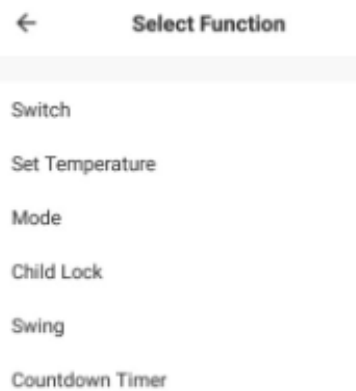 Select Function
Switch
Set Temperature
Mode
Child Lock
Swing
Countdown Timer